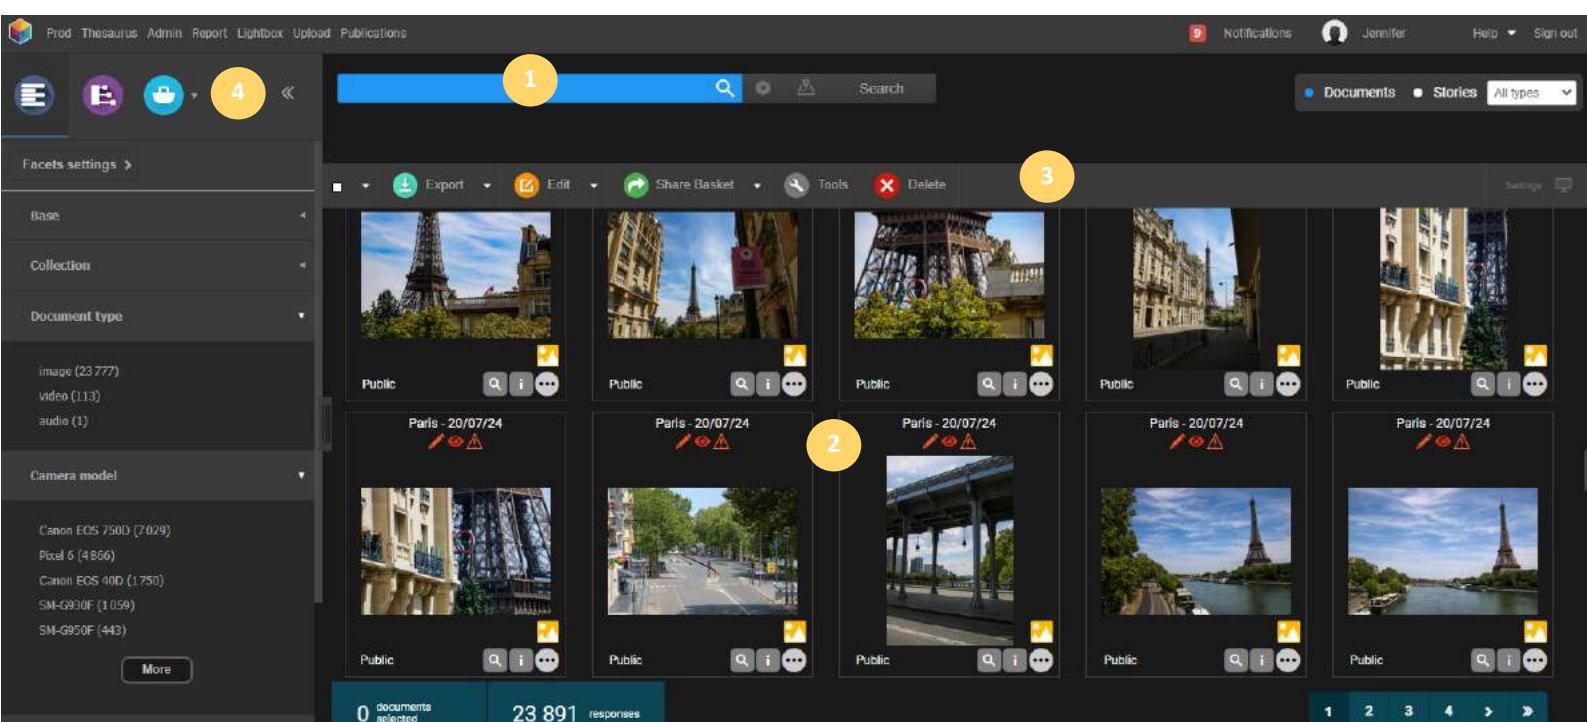 Prod Thesaurus Admin Report Lightbox Upload Publications
9 Notifications Jennifer Help Sign out
1
4
Search
Documents Stories All types
Facets settings >
Export Edit Share Basket Tools Delete
3
Settings
Base
Collection
Document type
image (23 777)
video (113)
audio (1)
Camera model
Canon EOS 750D (7 029)
Pixel 6 (4 866)
Canon EOS 40D (1 750)
SM-G930F (1 059)
SM-G950F (443)
More
Public Public Public Public Public
Paris - 20/07/24 Paris - 20/07/24 Paris - 20/07/24 Paris - 20/07/24 Paris - 20/07/24
2
Public Public Public Public Public
0 documents selected
23 891 responses
1 2 3 4 > »